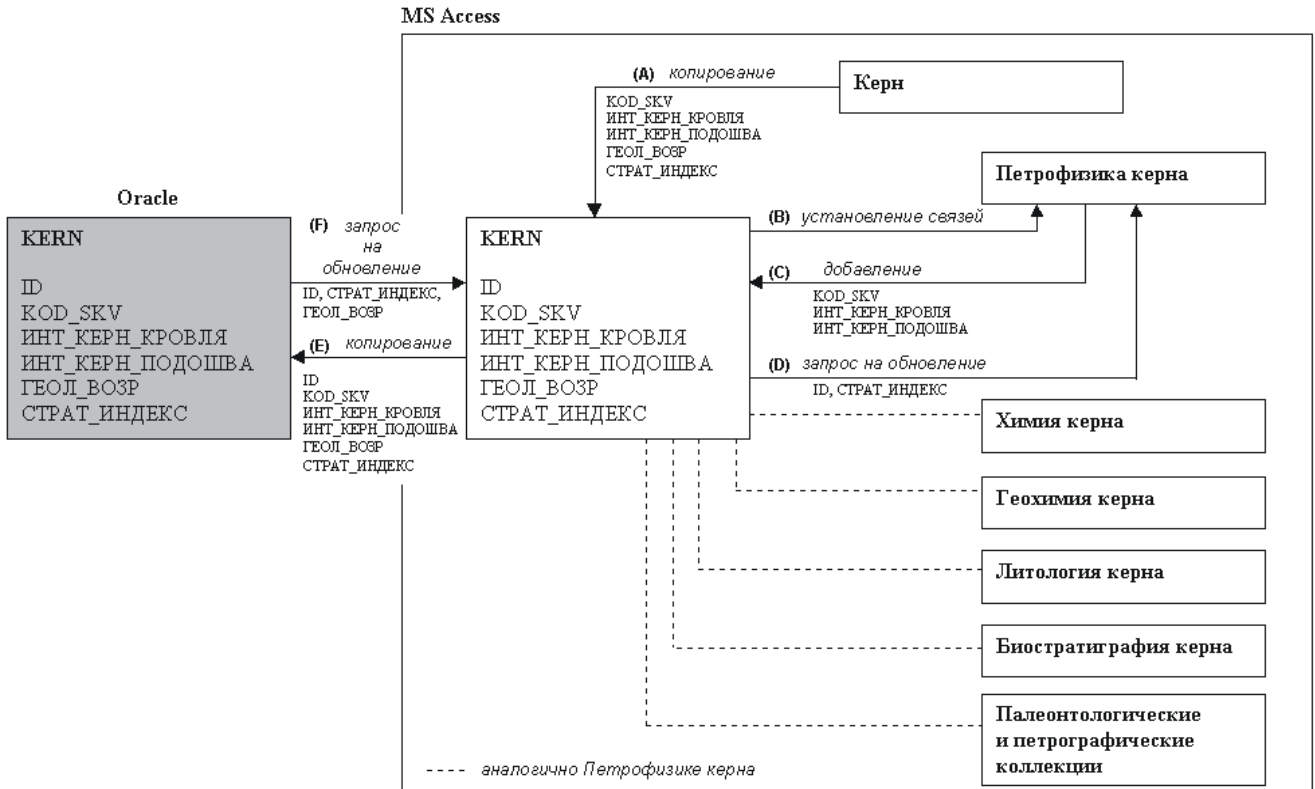 MS Access
(A) копирование
Керн
KOD_SKV
ИНТ_КЕРН_КРОВЛЯ
ИНТ_КЕРН_ПОДОШВА
ГЕОЛ_ВОЗР
СТРАТ_ИНДЕКС
Петрофизика керна
Oracle
KERN
ID
KOD_SKV
ИНТ_КЕРН_КРОВЛЯ
ИНТ_КЕРН_ПОДОШВА
ГЕОЛ_ВОЗР
СТРАТ_ИНДЕКС
(F) запрос
на
обновление
ID, СТРАТ_ИНДЕКС,
ГЕОЛ_ВОЗР
(E) копирование
ID
KOD_SKV
ИНТ_КЕРН_КРОВЛЯ
ИНТ_КЕРН_ПОДОШВА
ГЕОЛ_ВОЗР
СТРАТ_ИНДЕКС
KERN
ID
KOD_SKV
ИНТ_КЕРН_КРОВЛЯ
ИНТ_КЕРН_ПОДОШВА
ГЕОЛ_ВОЗР
СТРАТ_ИНДЕКС
(B) установление связей
(C) добавление
KOD_SKV
ИНТ_КЕРН_КРОВЛЯ
ИНТ_КЕРН_ПОДОШВА
(D) запрос на обновление
ID, СТРАТ_ИНДЕКС
Химия керна
Геохимия керна
Литология керна
Биостратиграфия керна
Палеонтологические
и петрографические
коллекции
---- аналогично Петрофизике керна